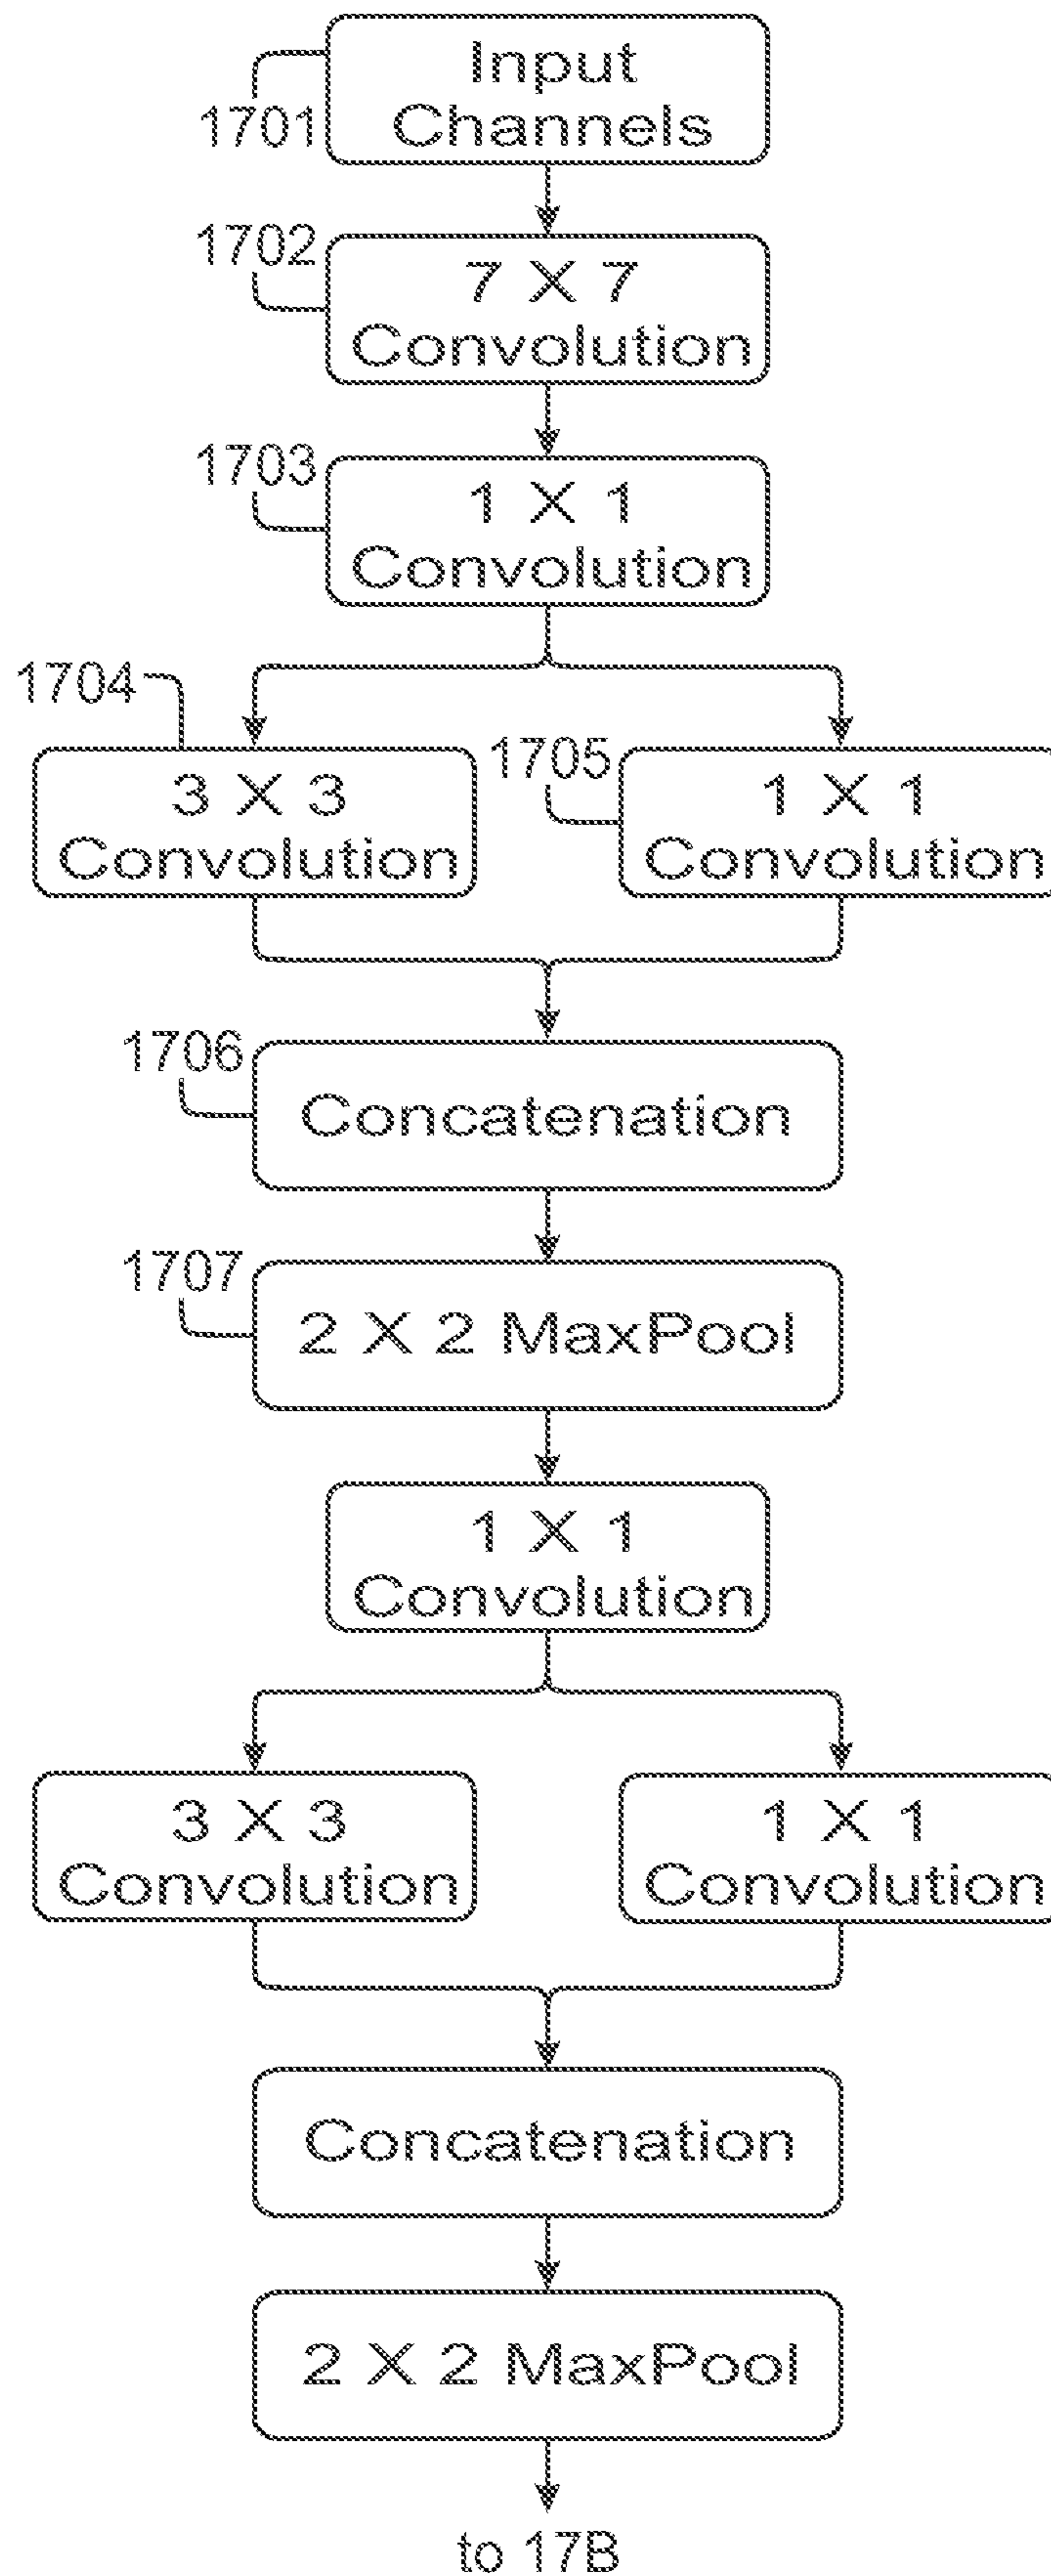 Input
Channels
1701
1702
7 X 7
Convolution
1703
1 X 1
Convolution
1704
3 X 3
Convolution
1705
1 X 1
Convolution
1706
Concatenation
1707
2 X 2 MaxPool
1 X 1
Convolution
3 X 3
Convolution
1 X 1
Convolution
Concatenation
2 X 2 MaxPool
to 17B